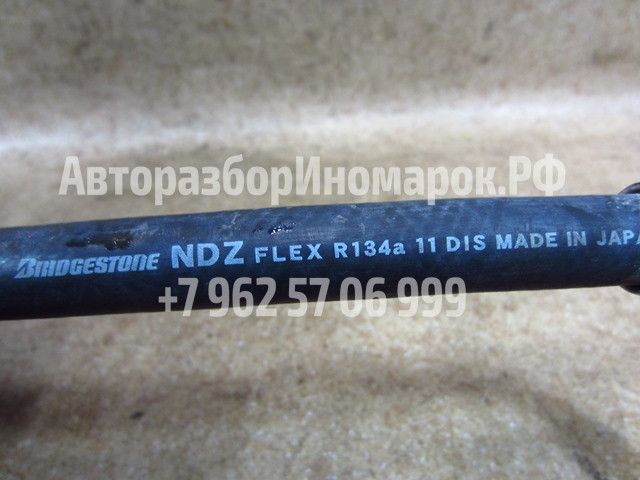 АвторазборИномарок.РФ
BRIDGESTONE NDZ FLEX R134a 11 DIS MADE IN JAPA
+7 962 57 06 999